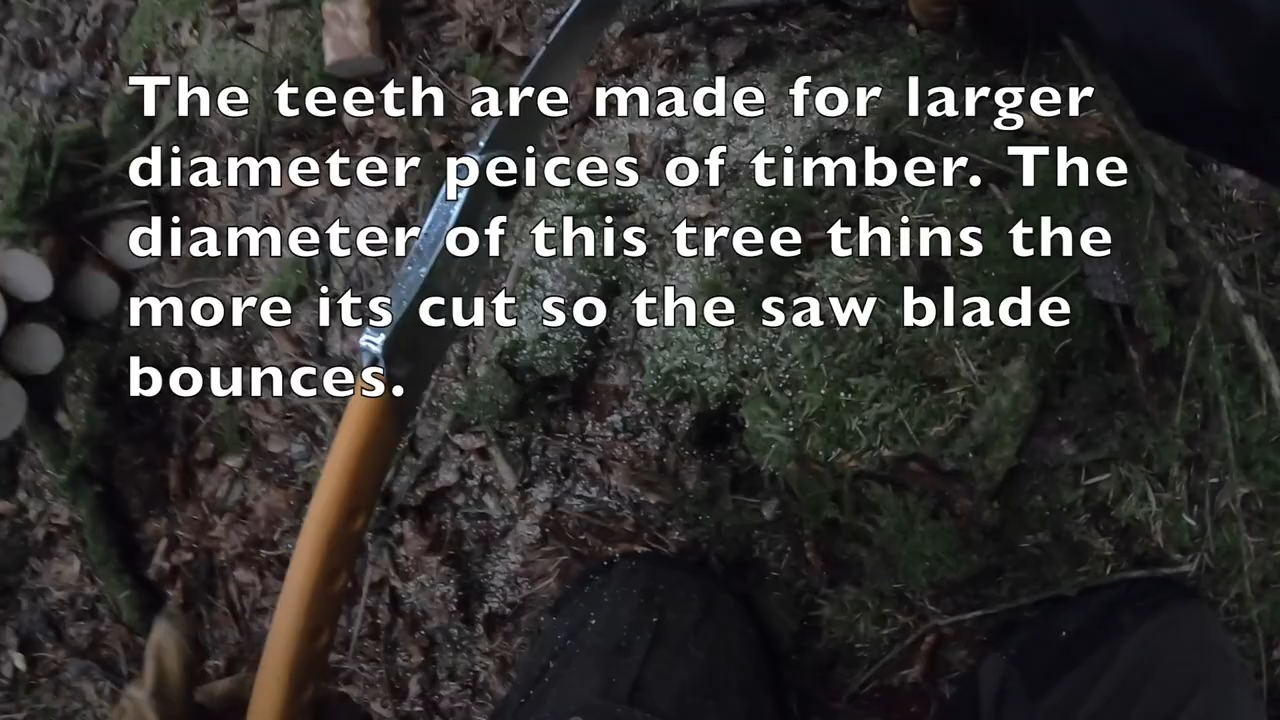 The teeth are made for larger
diameter peices of timber. The
diameter of this tree thins the
more its cut so the saw blade
bounces.